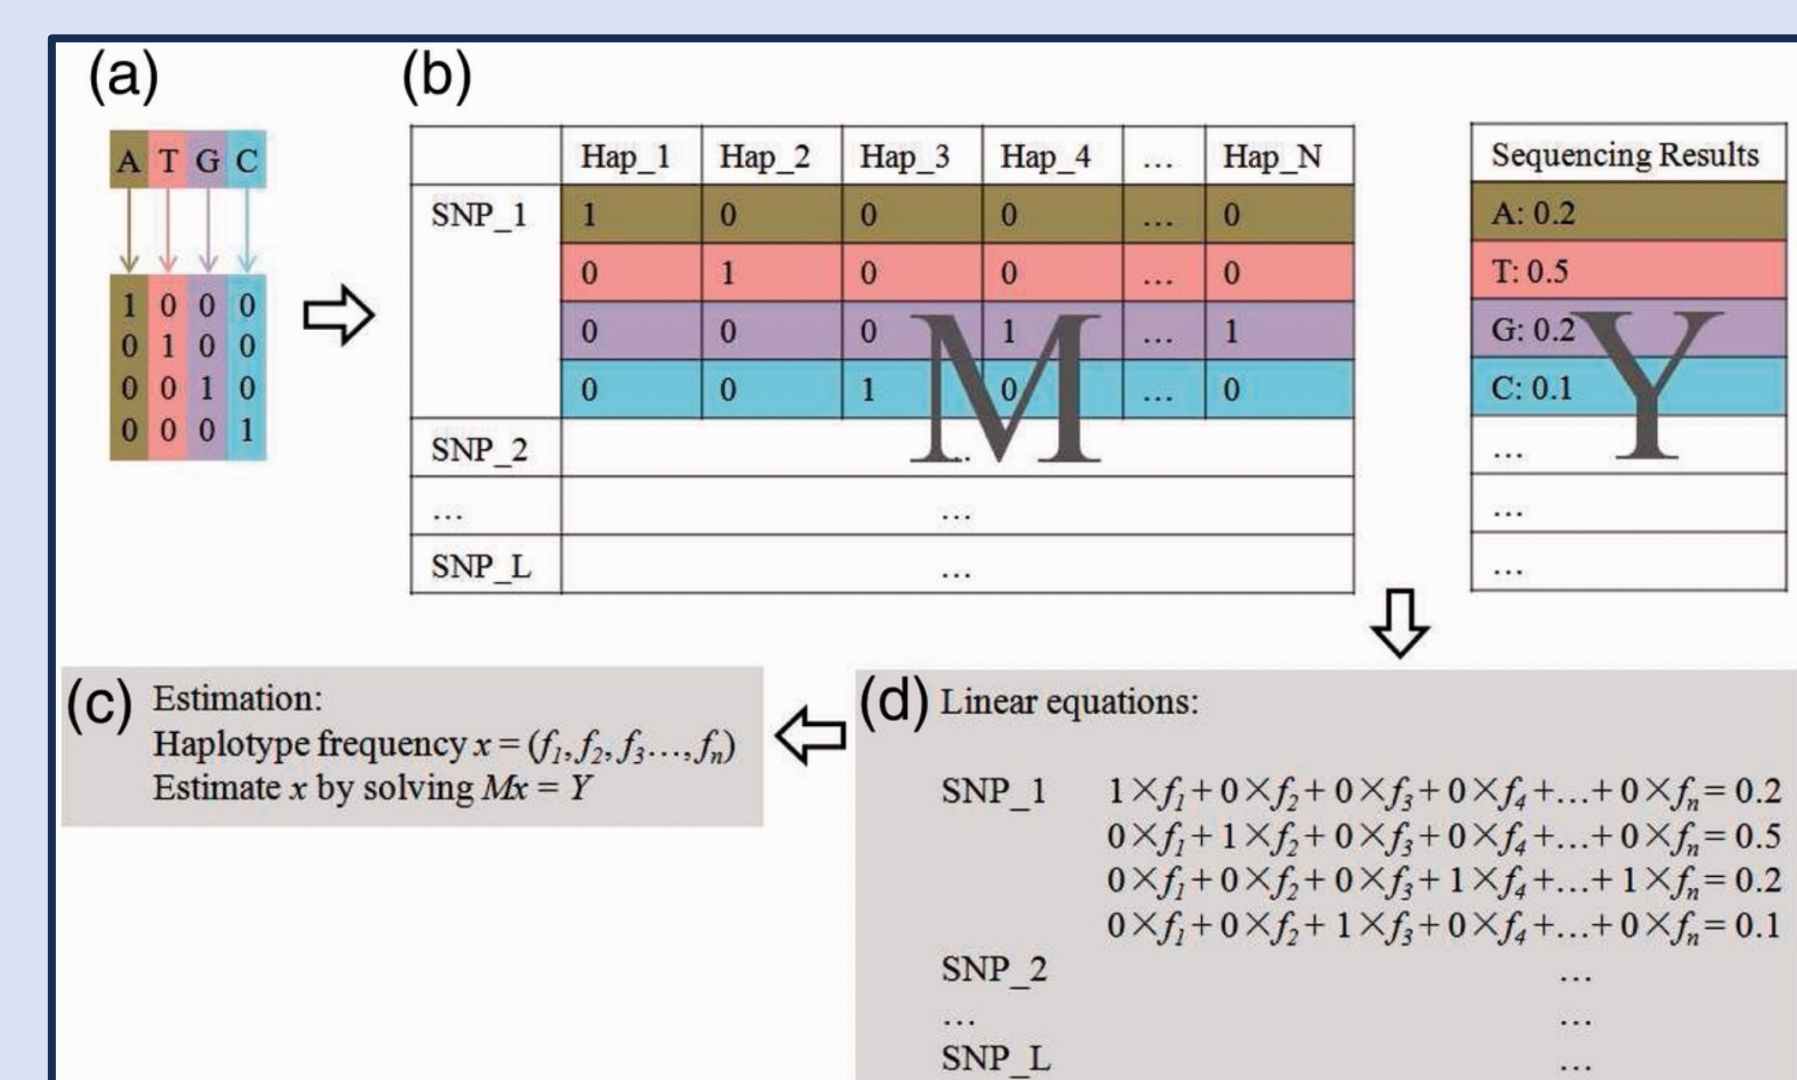 (a)
A T G C
1 0 0 0
0 1 0 0
0 0 1 0
0 0 0 1
(b)
Hap_1 Hap_2 Hap_3 Hap_4 ... Hap_N
SNP_1 1 0 0 0 ... 0
0 1 0 0 ... 0
0 0 0 1 ... 1
0 0 1 0 ... 0
SNP_2 ...
... ...
SNP_L ...
M
Sequencing Results
A: 0.2
T: 0.5
G: 0.2
C: 0.1
...
...
...
Y
(c) Estimation:
Haplotype frequency x = (f1, f2, f3..., fn)
Estimate x by solving Mx = Y
(d) Linear equations:
SNP_1 1×f1+0×f2+0×f3+0×f4+...+0×fn= 0.2
0×f1+1×f2+0×f3+0×f4+...+0×fn= 0.5
0×f1+0×f2+0×f3+1×f4+...+1×fn= 0.2
0×f1+0×f2+1×f3+0×f4+...+0×fn= 0.1
SNP_2 ...
... ...
SNP_L ...